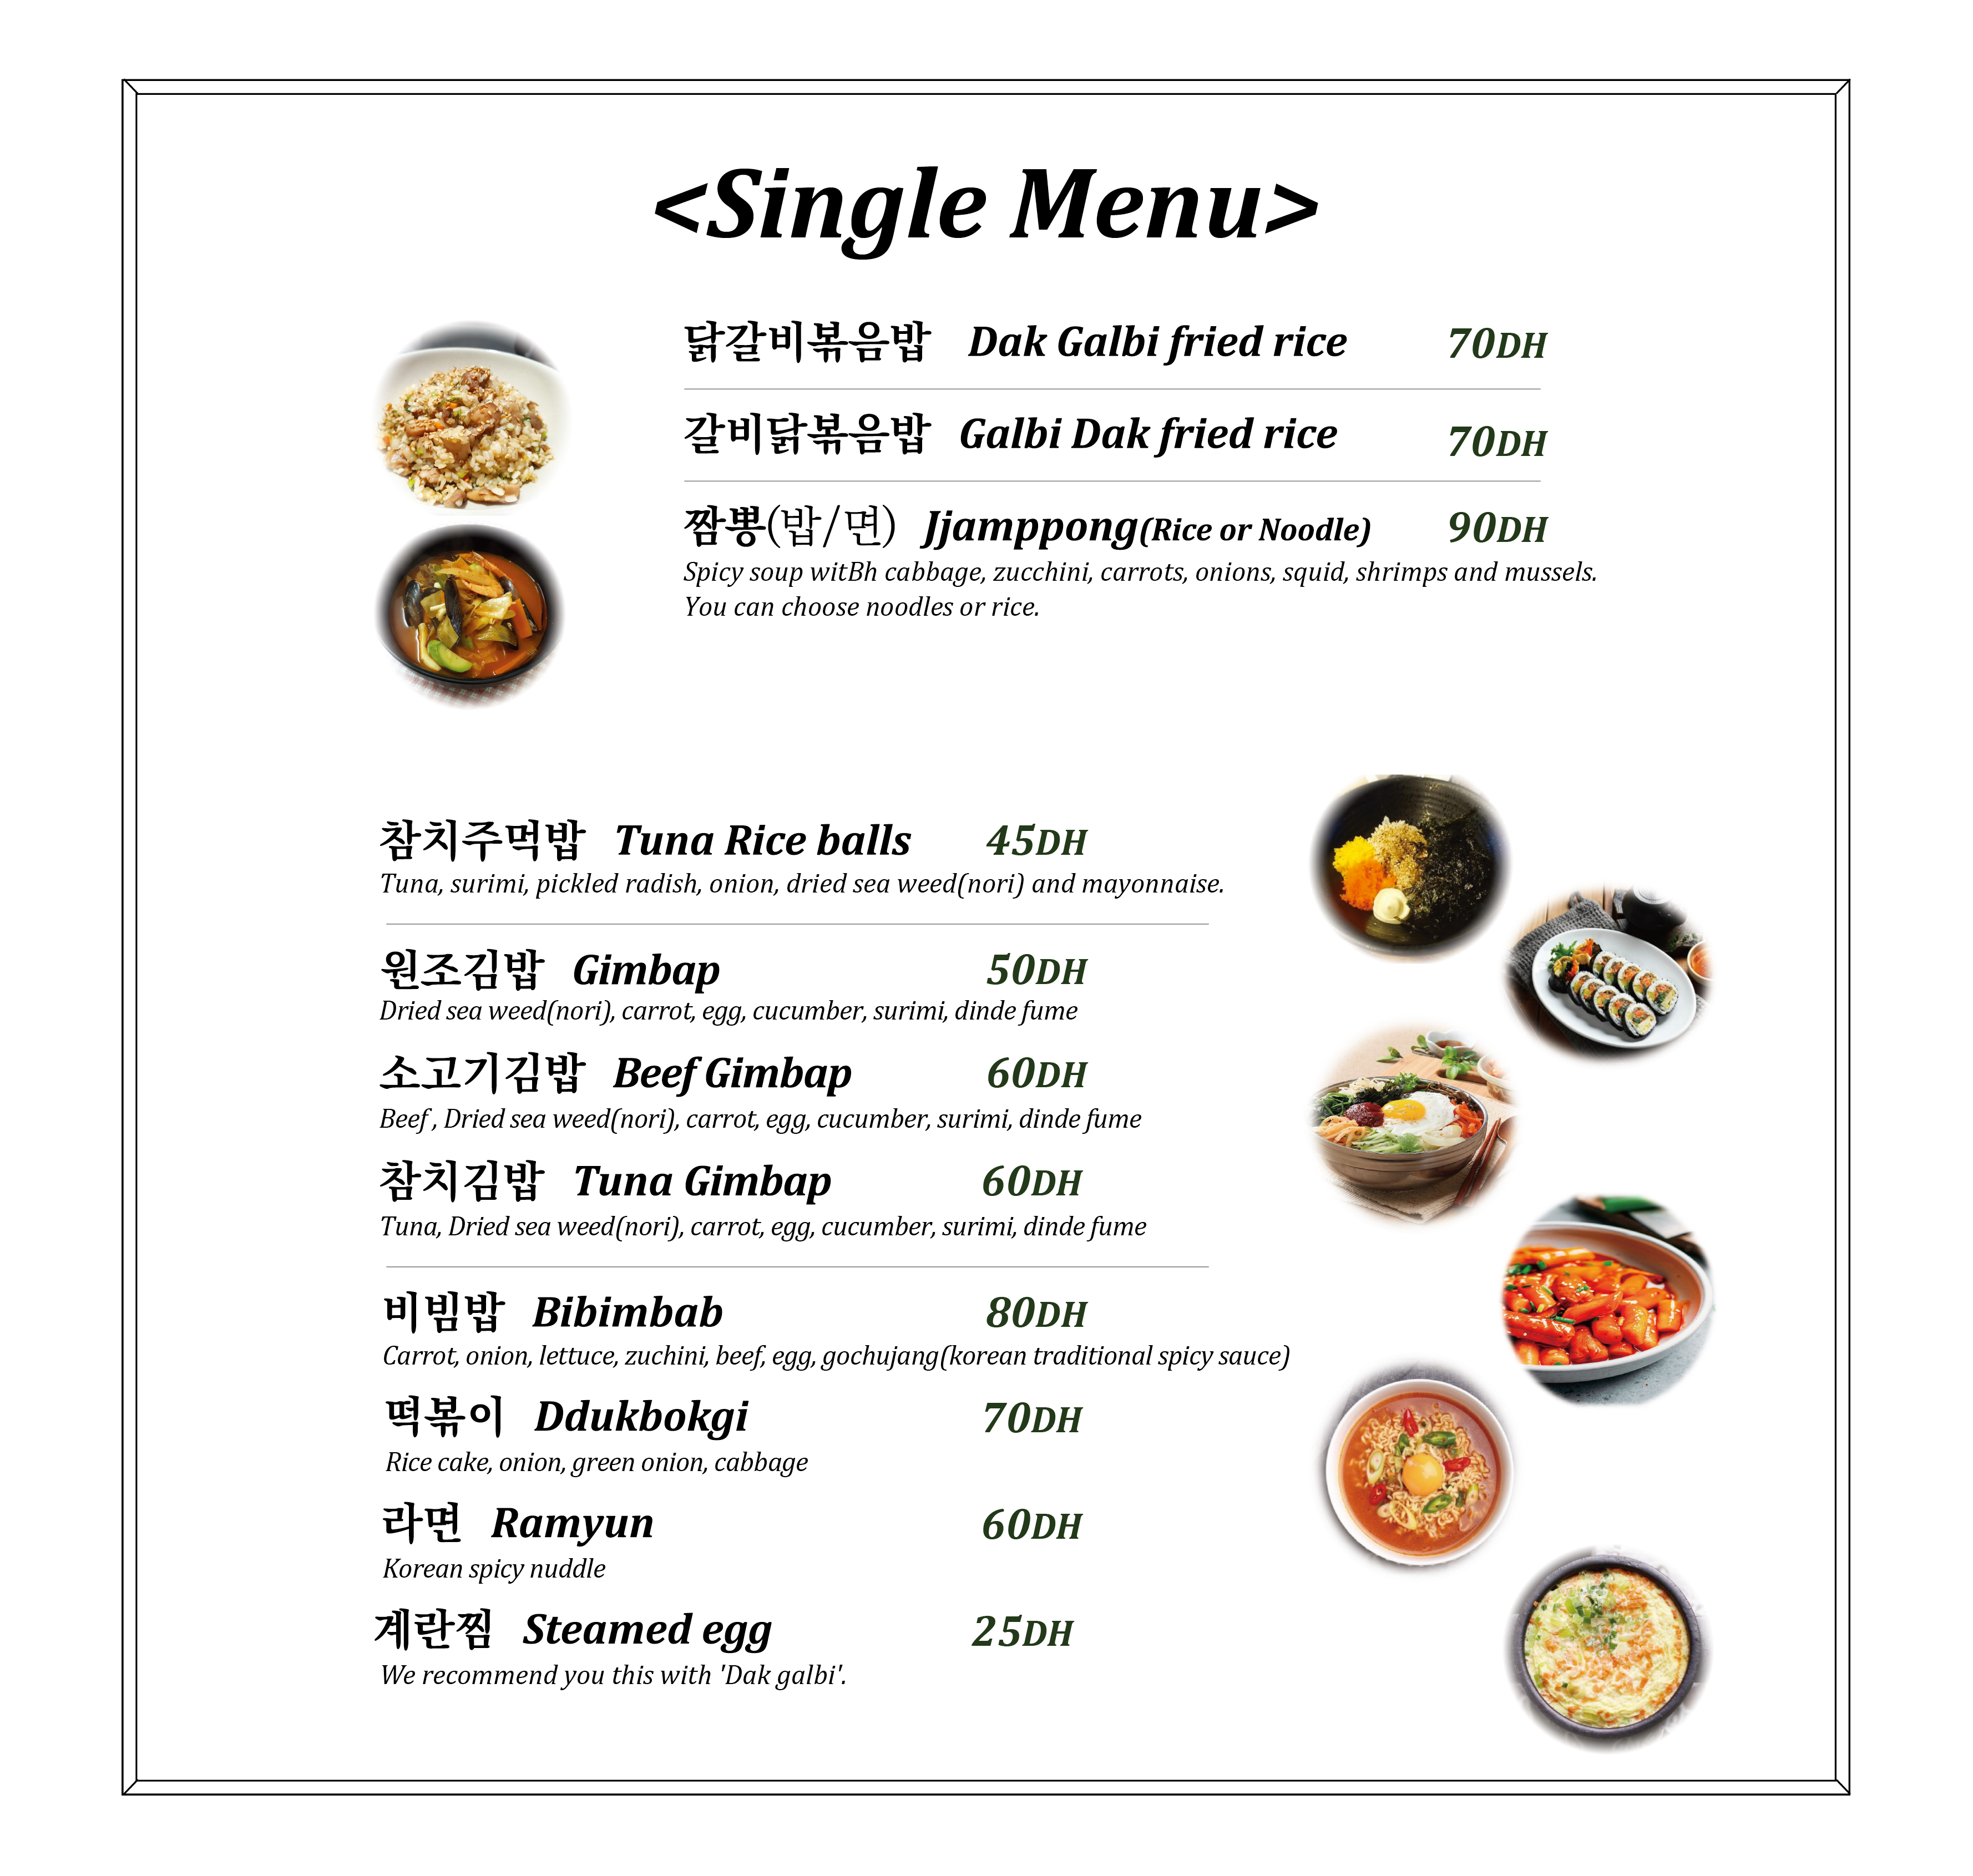 <Single Menu>
닭갈비볶음밥 Dak Galbi fried rice 70DH
갈비닭볶음밥 Galbi Dak fried rice 70DH
짬뽕(밥/면) Jjamppong(Rice or Noodle) 90DH
Spicy soup witBh cabbage, zucchini, carrots, onions, squid, shrimps and mussels.
You can choose noodles or rice.
참치주먹밥 Tuna Rice balls 45DH
Tuna, surimi, pickled radish, onion, dried sea weed(nori) and mayonnaise.
원조김밥 Gimbap 50DH
Dried sea weed(nori), carrot, egg, cucumber, surimi, dinde fume
소고기김밥 Beef Gimbap 60DH
Beef , Dried sea weed(nori), carrot, egg, cucumber, surimi, dinde fume
참치김밥 Tuna Gimbap 60DH
Tuna, Dried sea weed(nori), carrot, egg, cucumber, surimi, dinde fume
비빔밥 Bibimbab 80DH
Carrot, onion, lettuce, zuchini, beef, egg, gochujang(korean traditional spicy sauce)
떡볶이 Ddukbokgi 70DH
Rice cake, onion, green onion, cabbage
라면 Ramyun 60DH
Korean spicy nuddle
계란찜 Steamed egg 25DH
We recommend you this with 'Dak galbi'.